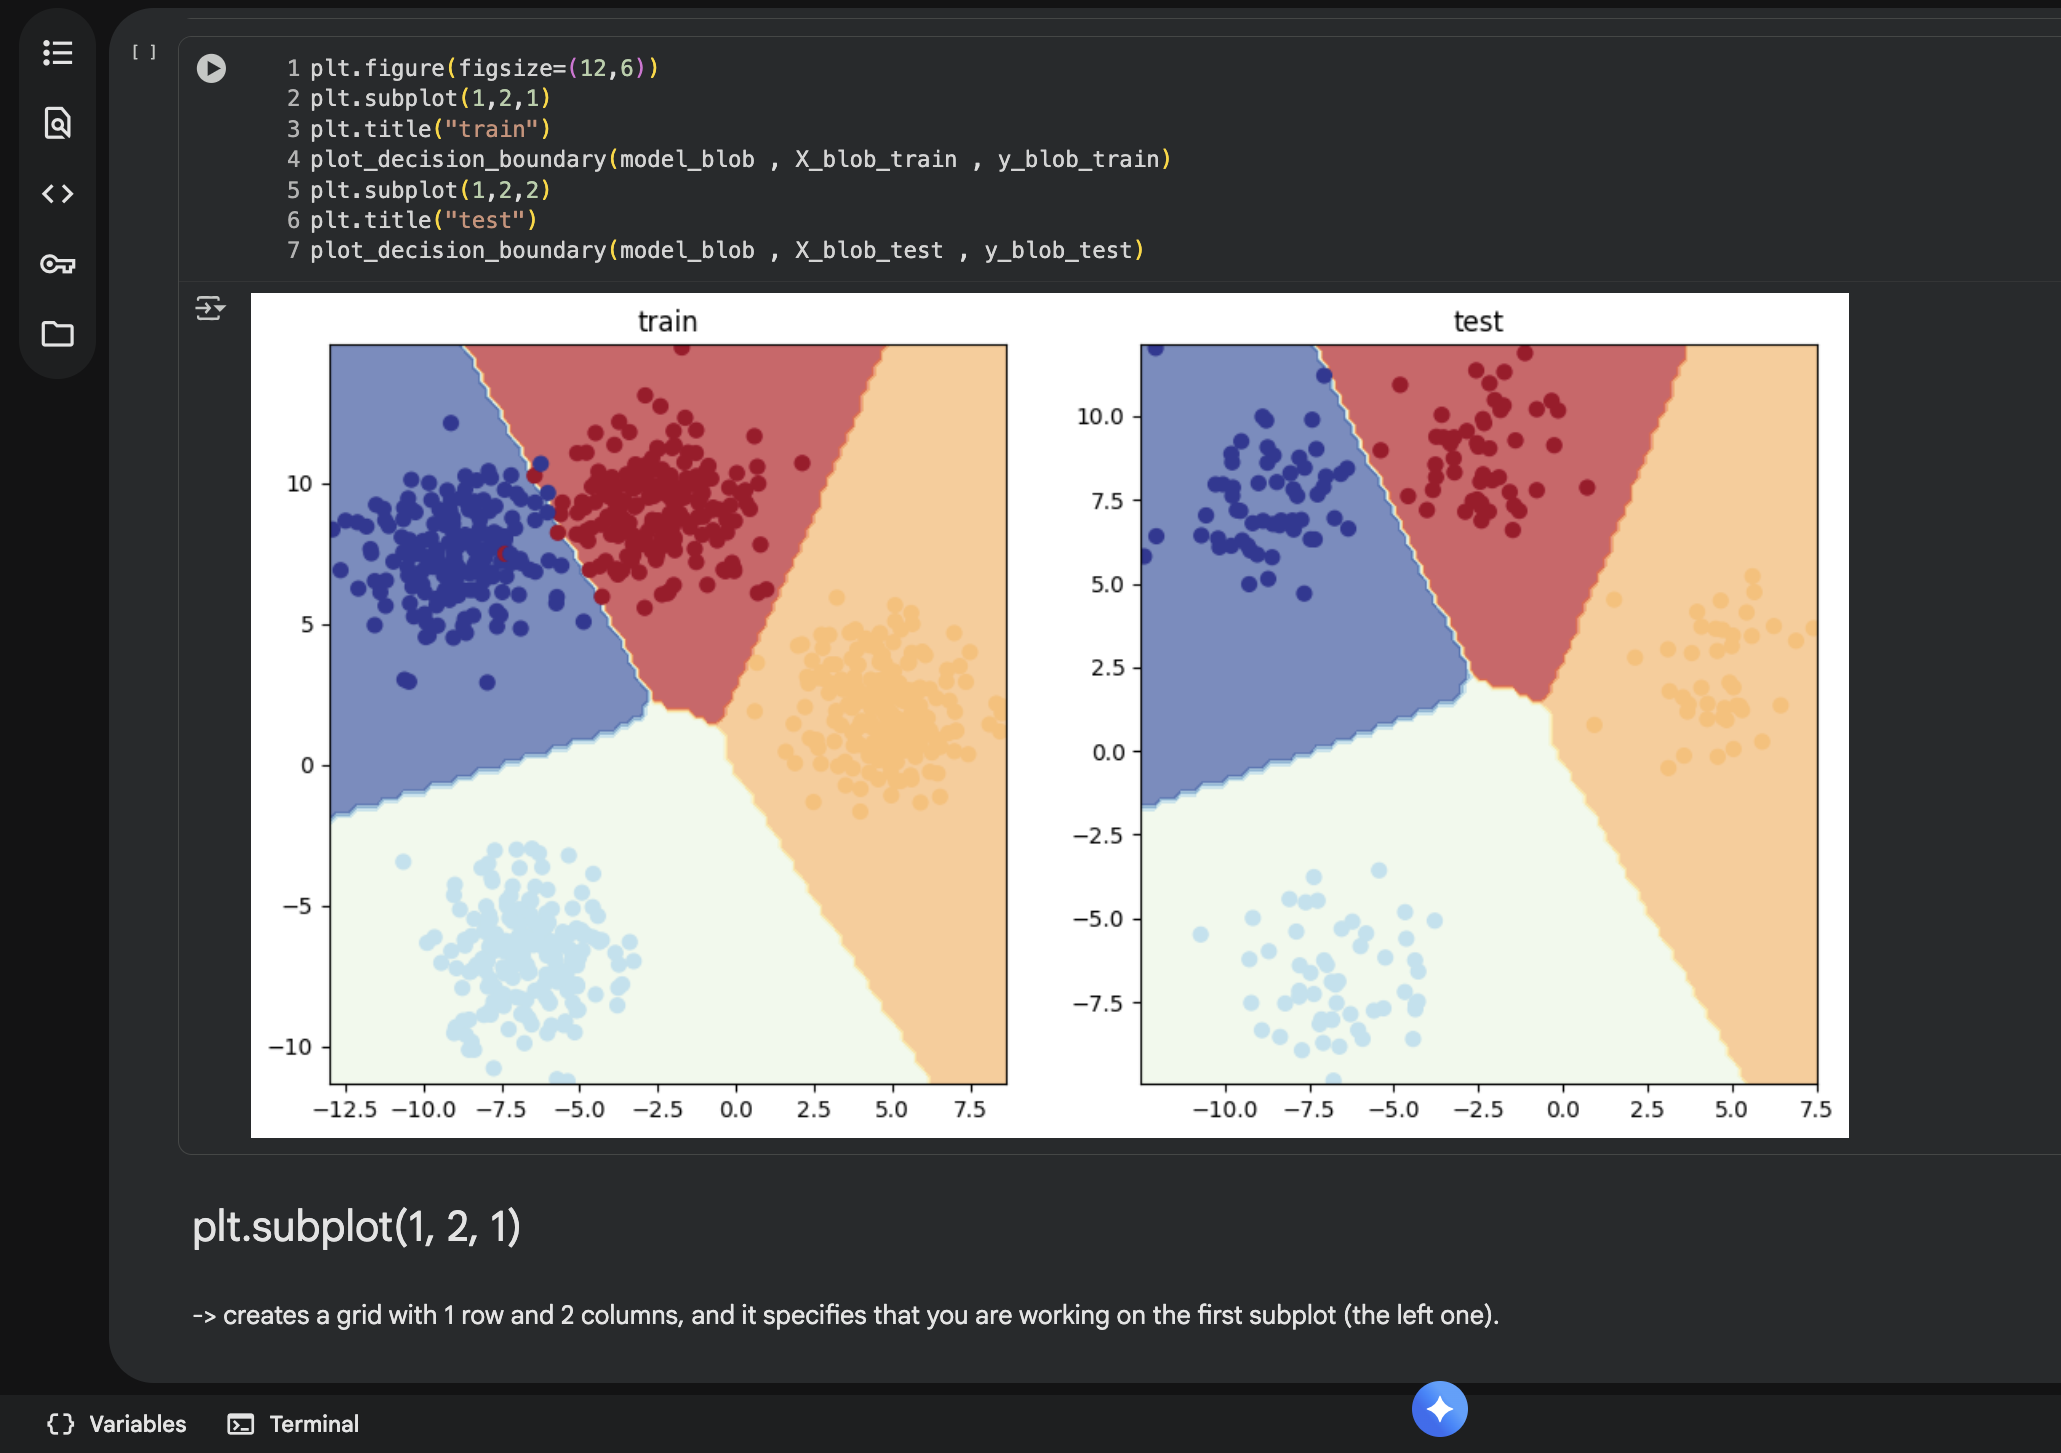 [ ]
1 plt.figure(figsize=(12,6))
2 plt.subplot(1,2,1)
3 plt.title("train")
4 plot_decision_boundary(model_blob , X_blob_train , y_blob_train)
5 plt.subplot(1,2,2)
6 plt.title("test")
7 plot_decision_boundary(model_blob , X_blob_test , y_blob_test)
train
10
5
0
−5
−10
−12.5 −10.0 −7.5 −5.0 −2.5 0.0 2.5 5.0 7.5
test
10.0
7.5
5.0
2.5
0.0
−2.5
−5.0
−7.5
−10.0 −7.5 −5.0 −2.5 0.0 2.5 5.0 7.5
plt.subplot(1, 2, 1)
-> creates a grid with 1 row and 2 columns, and it specifies that you are working on the first subplot (the left one).
Variables Terminal